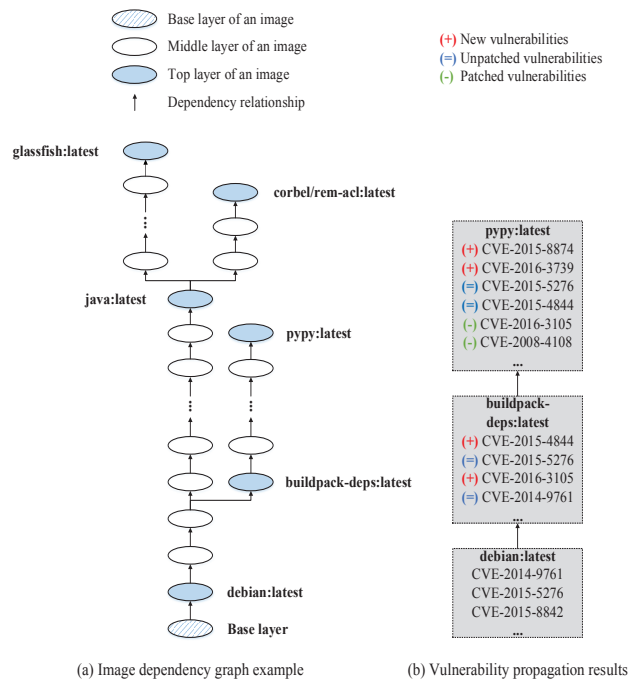 Base layer of an image
Middle layer of an image
Top layer of an image
Dependency relationship
(+) New vulnerabilities
(=) Unpatched vulnerabilities
(-) Patched vulnerabilities
glassfish:latest
corbel/rem-acl:latest
...
java:latest
pypy:latest
...
...
buildpack-deps:latest
debian:latest
Base layer
(a) Image dependency graph example
pypy:latest
(+) CVE-2015-8874
(+) CVE-2016-3739
(=) CVE-2015-5276
(=) CVE-2015-4844
(-) CVE-2016-3105
(-) CVE-2008-4108
...
buildpack-
deps:latest
(+) CVE-2015-4844
(=) CVE-2015-5276
(+) CVE-2016-3105
(=) CVE-2014-9761
...
debian:latest
CVE-2014-9761
CVE-2015-5276
CVE-2015-8842
...
(b) Vulnerability propagation results